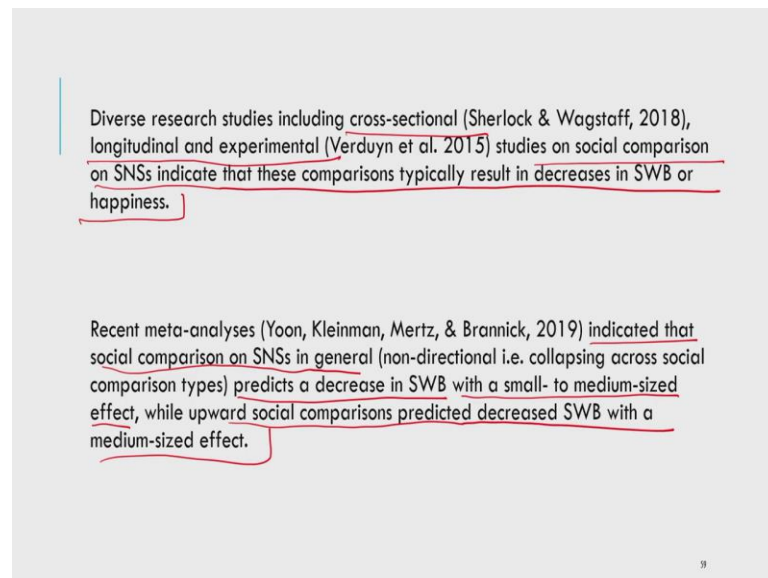 Diverse research studies including cross-sectional (Sherlock & Wagstaff, 2018),
longitudinal and experimental (Verduyn et al. 2015) studies on social comparison
on SNSs indicate that these comparisons typically result in decreases in SWB or
happiness.
Recent meta-analyses (Yoon, Kleinman, Mertz, & Brannick, 2019) indicated that
social comparison on SNSs in general (non-directional i.e. collapsing across social
comparison types) predicts a decrease in SWB with a small- to medium-sized
effect, while upward social comparisons predicted decreased SWB with a
medium-sized effect.
59